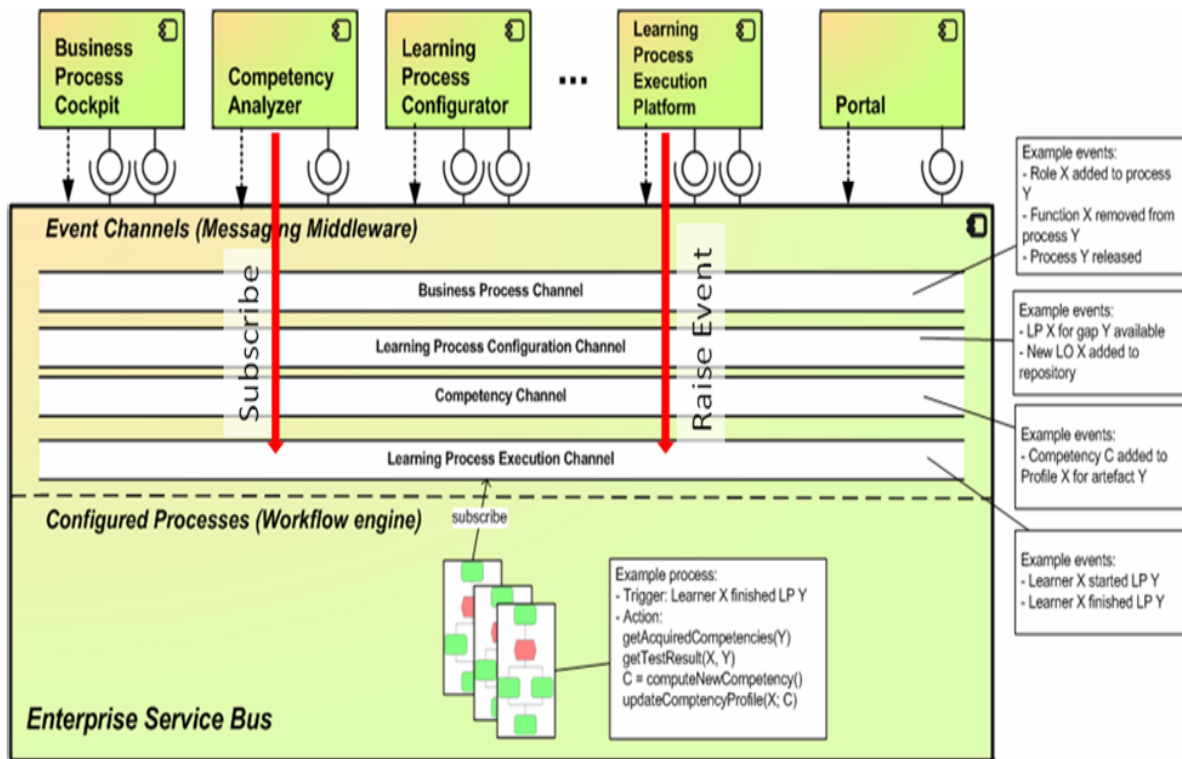 Business
Process
Cockpit
Competency
Analyzer
Learning
Process
Configurator
...
Learning
Process
Execution
Platform
Portal
Event Channels (Messaging Middleware)
Subscribe
Raise Event
Business Process Channel
Learning Process Configuration Channel
Competency Channel
Learning Process Execution Channel
Example events:
- Role X added to process
Y
- Function X removed from
process Y
- Process Y released
Example events:
- LP X for gap Y available
- New LO X added to
repository
Example events:
- Competency C added to
Profile X for artefact Y
Example events:
- Learner X started LP Y
- Learner X finished LP Y
Configured Processes (Workflow engine)
subscribe
Example process:
- Trigger: Learner X finished LP Y
- Action:
getAcquiredCompetencies(Y)
getTestResult(X, Y)
C = computeNewCompetency()
updateComptencyProfile(X; C)
Enterprise Service Bus